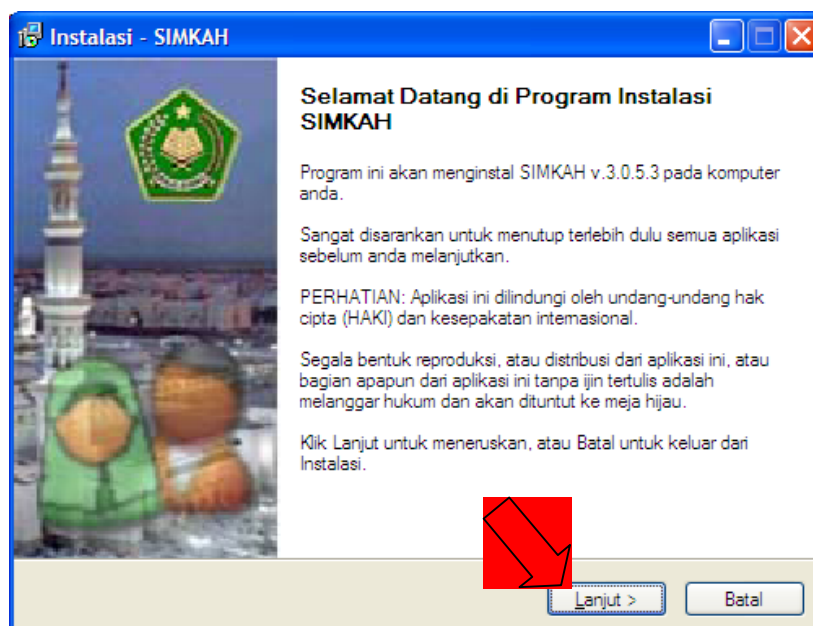 Instalasi - SIMKAH
Selamat Datang di Program Instalasi
SIMKAH
Program ini akan menginstal SIMKAH v.3.0.5.3 pada komputer
anda.
Sangat disarankan untuk menutup terlebih dulu semua aplikasi
sebelum anda melanjutkan.
PERHATIAN: Aplikasi ini dilindungi oleh undang-undang hak
cipta (HAKI) dan kesepakatan internasional.
Segala bentuk reproduksi, atau distribusi dari aplikasi ini, atau
bagian apapun dari aplikasi ini tanpa ijin tertulis adalah
melanggar hukum dan akan dituntut ke meja hijau.
Klik Lanjut untuk meneruskan, atau Batal untuk keluar dari
Instalasi.
Lanjut >
Batal